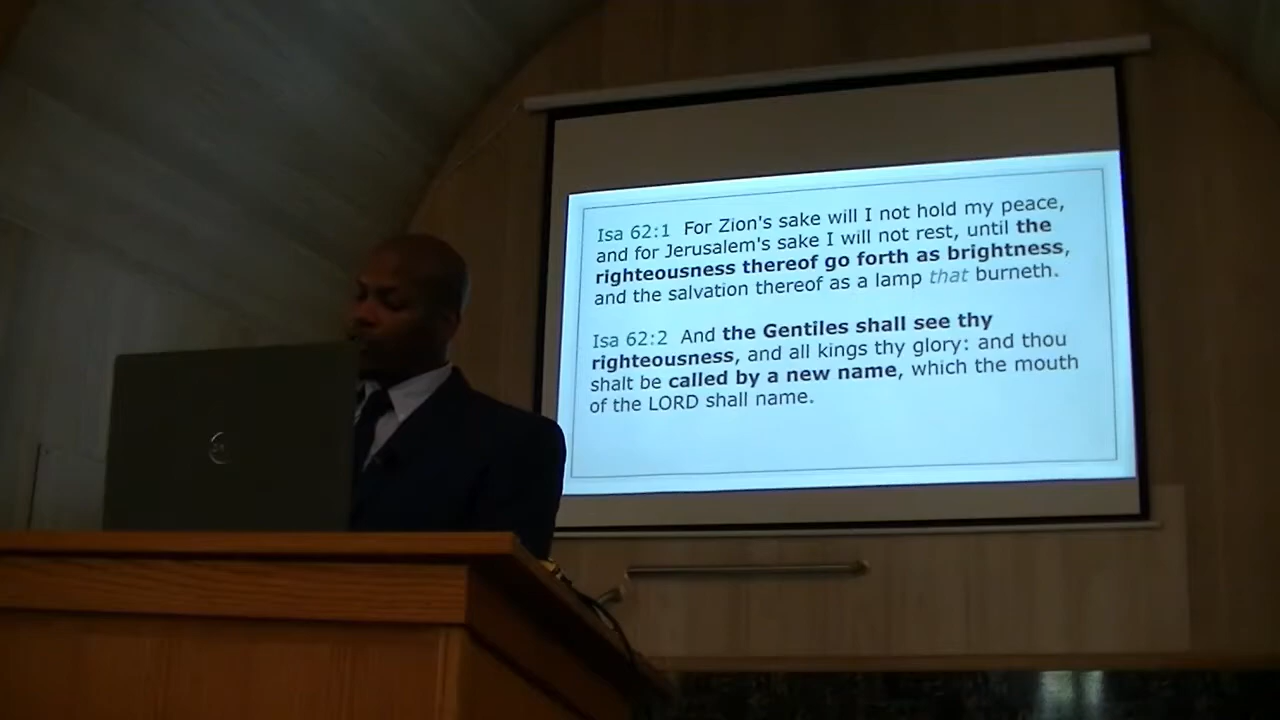 Isa 62:1 For Zion's sake will I not hold my peace,
and for Jerusalem's sake I will not rest, until the
righteousness thereof go forth as brightness,
and the salvation thereof as a lamp that burneth.
Isa 62:2 And the Gentiles shall see thy
righteousness, and all kings thy glory: and thou
shalt be called by a new name, which the mouth
of the LORD shall name.